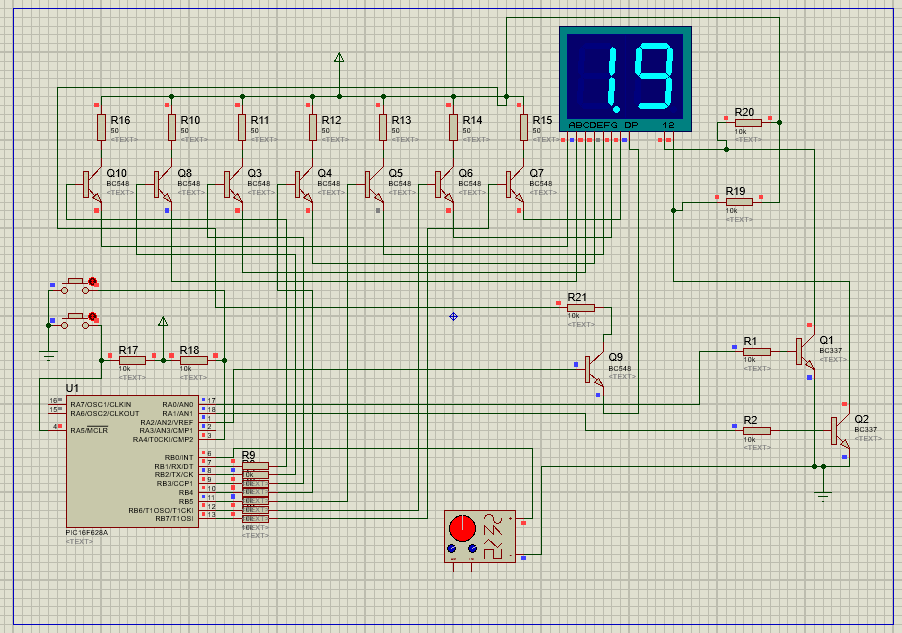 1.9
ABCDEFG DP 12
R16
50
<TEXT>
R10
50
<TEXT>
R11
50
<TEXT>
R12
50
<TEXT>
R13
50
<TEXT>
R14
50
<TEXT>
R15
50
<TEXT>
R20
10k
<TEXT>
Q10
BC548
<TEXT>
Q8
BC548
<TEXT>
Q3
BC548
<TEXT>
Q4
BC548
<TEXT>
Q5
BC548
<TEXT>
Q6
BC548
<TEXT>
Q7
BC548
<TEXT>
R19
10k
<TEXT>
R21
10k
<TEXT>
R17
10k
<TEXT>
R18
10k
<TEXT>
Q9
BC548
<TEXT>
R1
10k
<TEXT>
Q1
BC337
<TEXT>
R2
10k
<TEXT>
Q2
BC337
<TEXT>
U1
16 RA7/OSC1/CLKIN RA0/AN0 17
15 RA6/OSC2/CLKOUT RA1/AN1 18
RA2/AN2/VREF 1
4 RA5/MCLR RA3/AN3/CMP1 2
RA4/T0CKI/CMP2 3
RB0/INT 6
RB1/RX/DT 7
RB2/TX/CK 8
RB3/CCP1 9
RB4 10
RB5 11
RB6/T1OSO/T1CKI 12
RB7/T1OSI 13
PIC16F628A
<TEXT>
R9
10k
<TEXT>